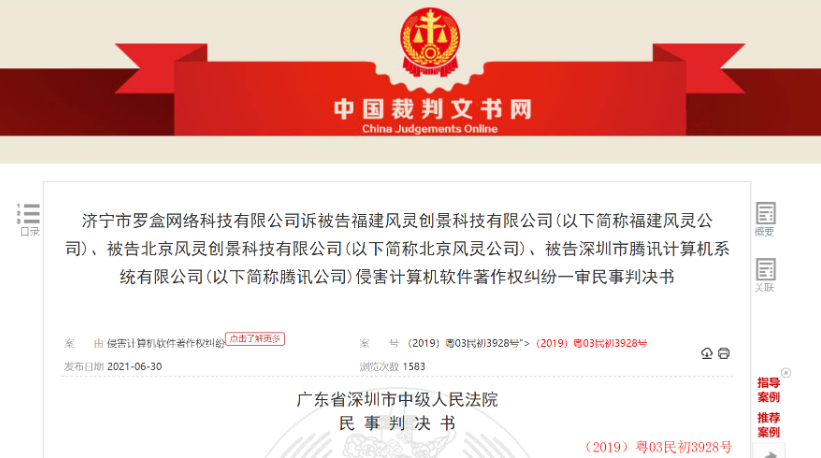 中国裁判文书网
China Judgements Online
目录
济宁市罗盒网络科技有限公司诉被告福建风灵创景科技有限公司(以下简称福建风灵公
司)、被告北京风灵创景科技有限公司(以下简称北京风灵公司)、被告深圳市腾讯计算机系
统有限公司(以下简称腾讯公司)侵害计算机软件著作权纠纷一审民事判决书
概要
关联
案 由 侵害计算机软件著作权纠纷 点击了解更多
案 号 (2019)粤03民初3928号">(2019)粤03民初3928号
发布日期 2021-06-30
浏览次数 1583
广东省深圳市中级人民法院
民 事 判 决 书
(2019)粤03民初3928号
指导
案例
推荐
案例